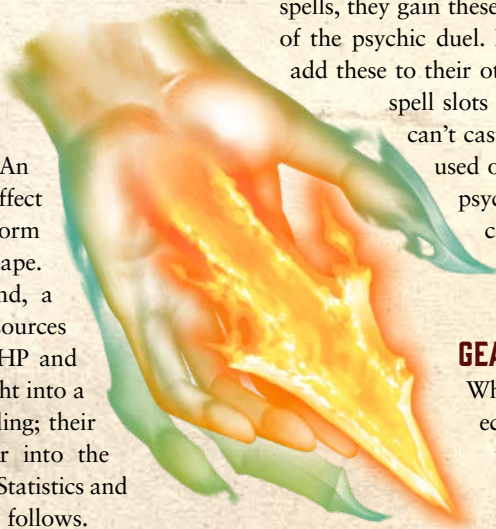 An
ffect
orm
ape.
nd, a
ources
HP and
ht into a
ling; their
r into the
Statistics and
follows.
spells, they gain these
of the psychic duel.
add these to their ot
spell slots
can't cas
used o
psyc
c
GEA
Wh
ec